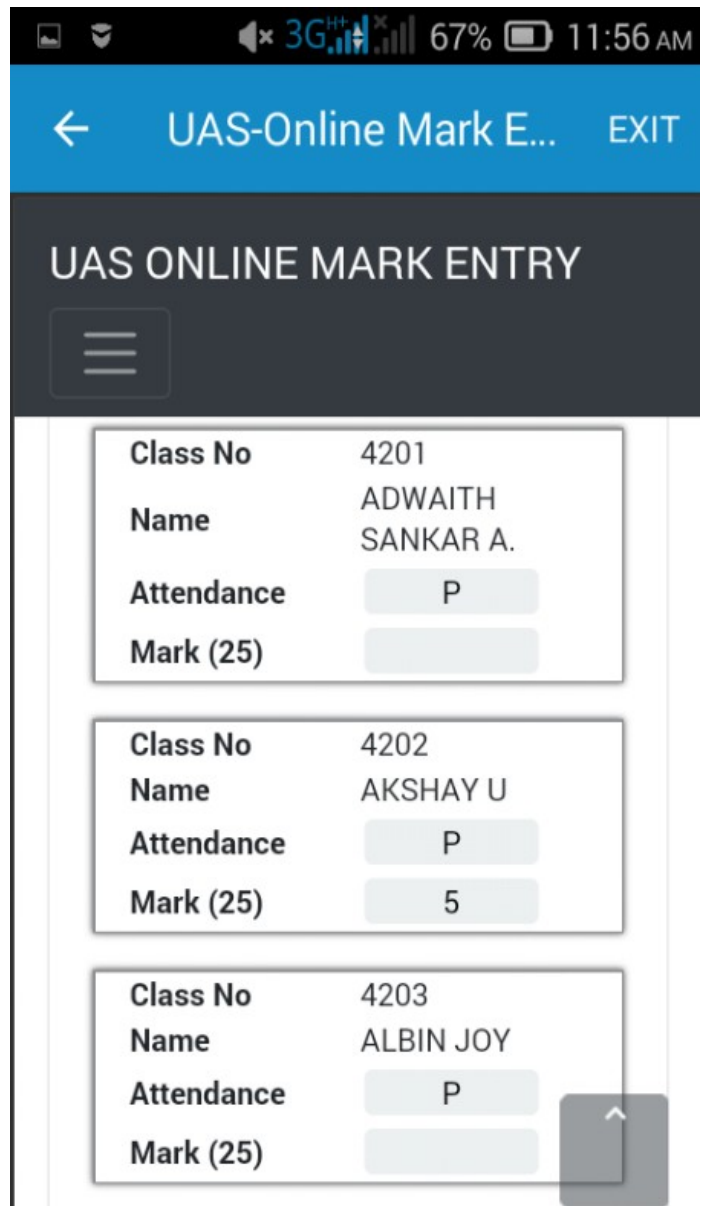 3G H+ 67% 11:56 AM
UAS-Online Mark E... EXIT
UAS ONLINE MARK ENTRY
Class No 4201
Name ADWAITH
SANKAR A.
Attendance P
Mark (25)
Class No 4202
Name AKSHAY U
Attendance P
Mark (25) 5
Class No 4203
Name ALBIN JOY
Attendance P
Mark (25)